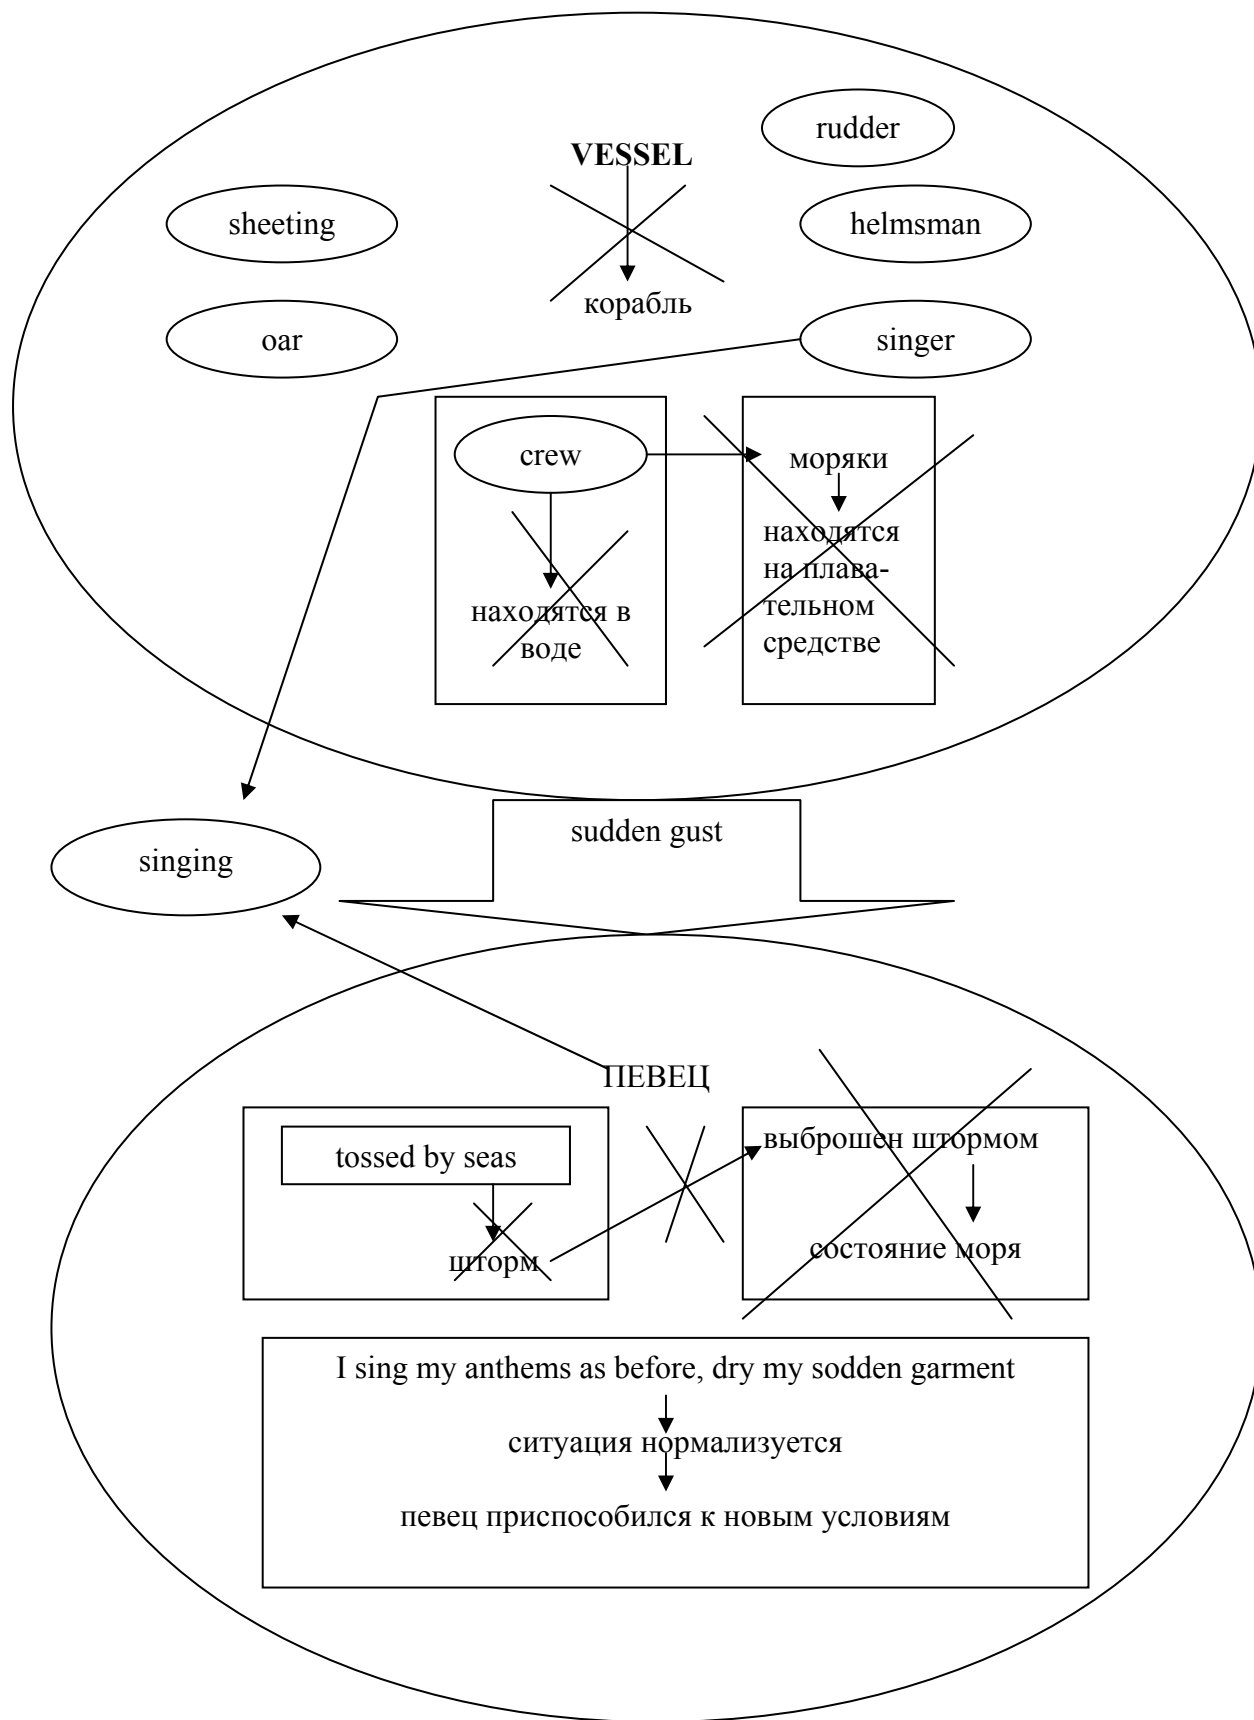 rudder
VESSEL
sheeting
helmsman
корабль
oar
singer
crew
моряки
находятся
на плава-
тельном
средстве
находятся в
воде
sudden gust
singing
ПЕВЕЦ
tossed by seas
шторм
выброшен штормом
состояние моря
I sing my anthems as before, dry my sodden garment
ситуация нормализуется
певец приспособился к новым условиям